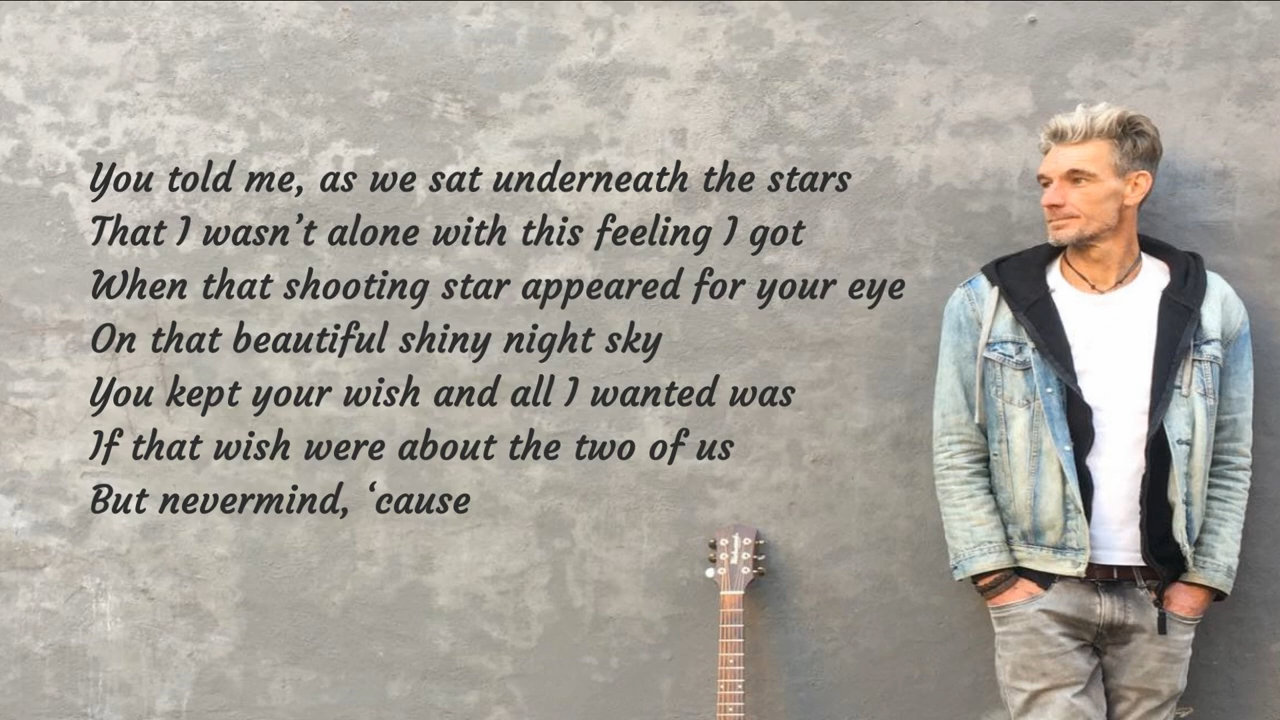 You told me, as we sat underneath the stars
That I wasn’t alone with this feeling I got
When that shooting star appeared for your eye
On that beautiful shiny night sky
You kept your wish and all I wanted was
If that wish were about the two of us
But nevermind, ‘cause